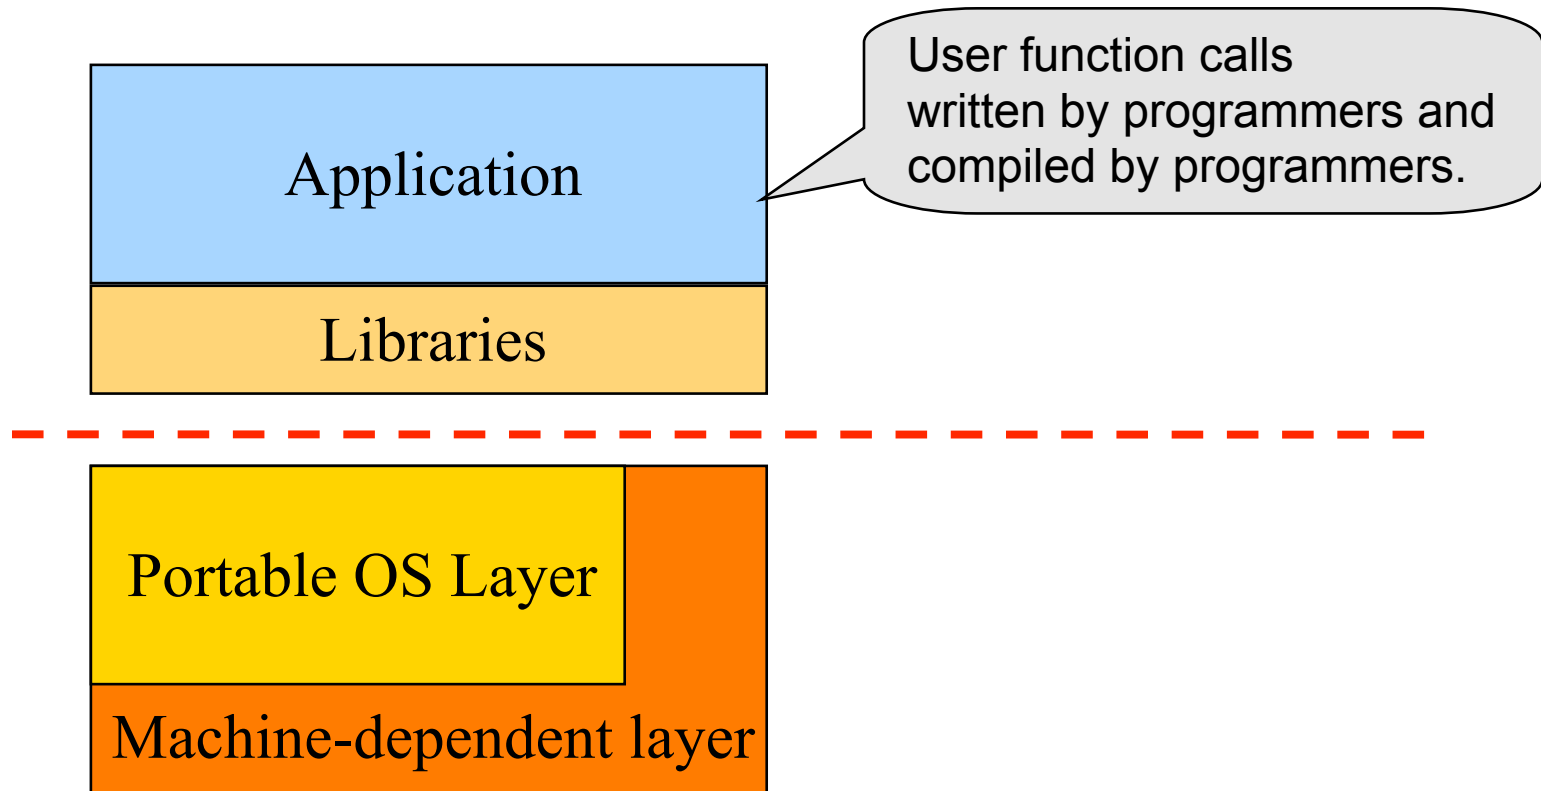 User function calls
written by programmers and
compiled by programmers.
Application
Libraries
Portable OS Layer
Machine-dependent layer